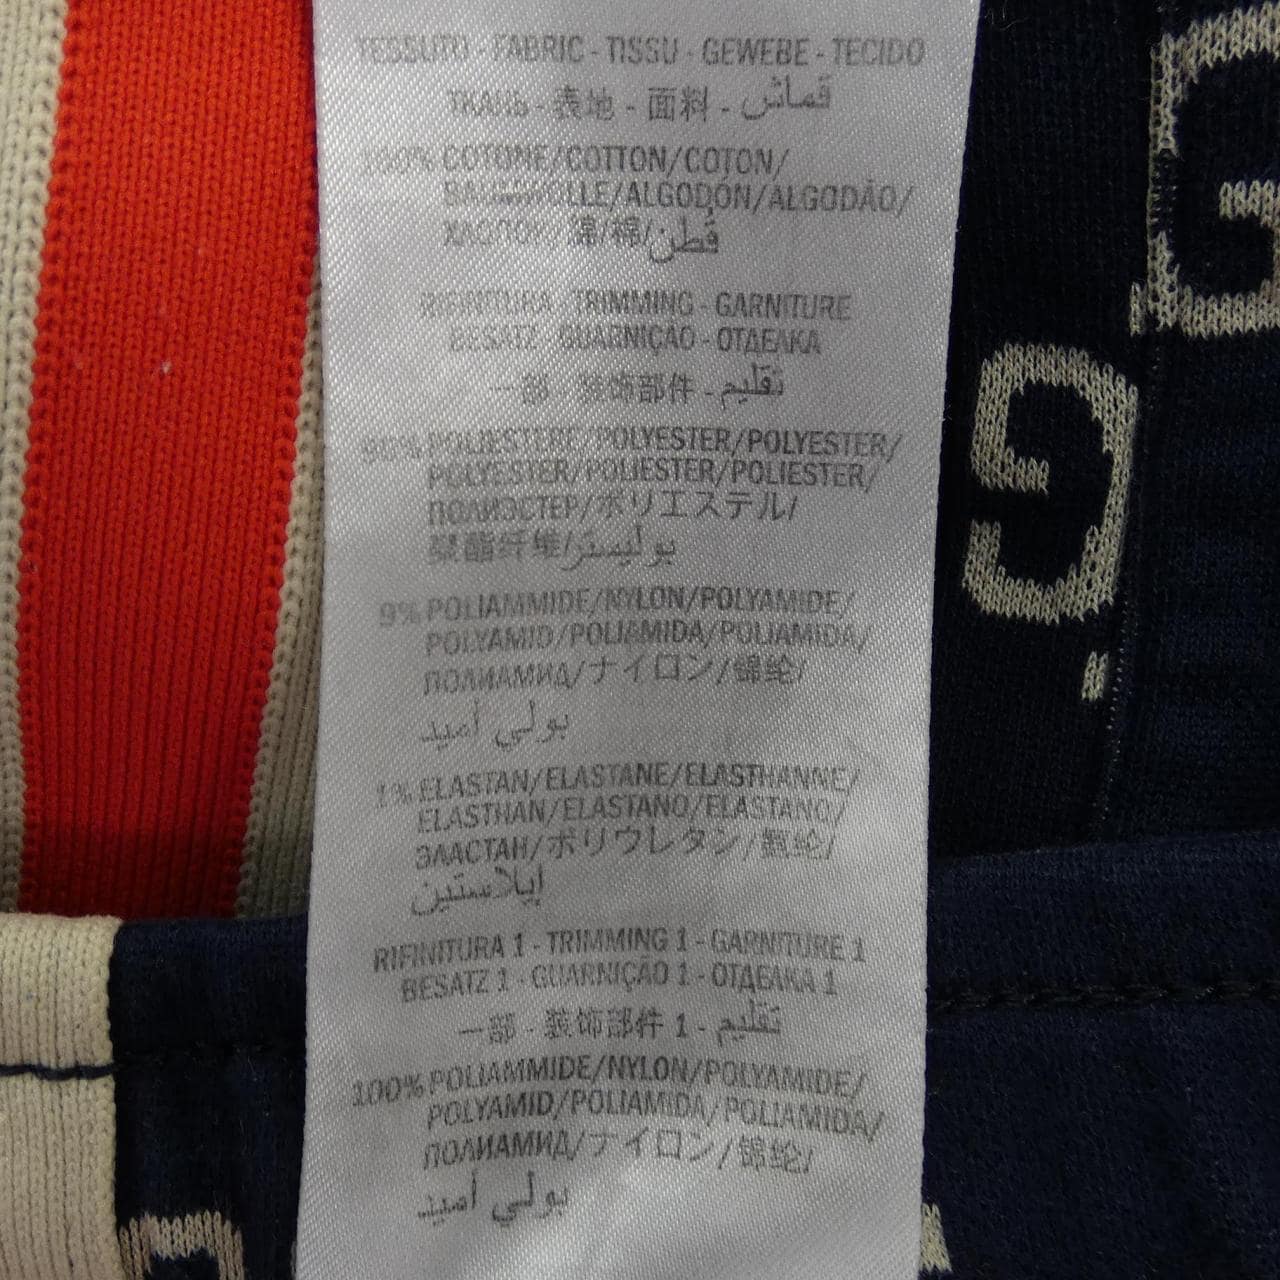 TESSUTO - FABRIC - TISSU - GEWEBE - TECIDO
ТКАНЬ - 表地 - 面料 - قماش
100% COTONE/COTTON/COTON/
BAUMWOLLE/ALGODÓN/ALGODÃO/
ХЛОПОК/綿/棉/قطن
RIFINITURA - TRIMMING - GARNITURE
BESATZ - GUARNIÇÃO - ОТДЕЛКА
一部 - 装饰部件 - تقليم
POLIESTERE/POLYESTER/POLYESTER/
POLYESTER/POLIESTER/POLIESTER/
ПОЛИЭСТЕР/ポリエステル/
聚酯纤维/بوليستر
9% POLIAMMIDE/NYLON/POLYAMIDE/
POLYAMID/POLIAMIDA/POLIAMIDA/
ПОЛИАМИД/ナイロン/锦纶/
بولي أميد
1% ELASTAN/ELASTANE/ELASTHANNE/
ELASTHAN/ELASTANO/ELASTANO/
ЭЛАСТАН/ポリウレタン/氨纶/
إيلاستين
RIFINITURA 1 - TRIMMING 1 - GARNITURE 1
BESATZ 1 - GUARNIÇÃO 1 - ОТДЕЛКА 1
一部 - 装饰部件 1 - تقليم
100% POLIAMMIDE/NYLON/POLYAMIDE/
POLYAMID/POLIAMIDA/POLIAMIDA/
ПОЛИАМИД/ナイロン/锦纶/
بولي أميد
G
G